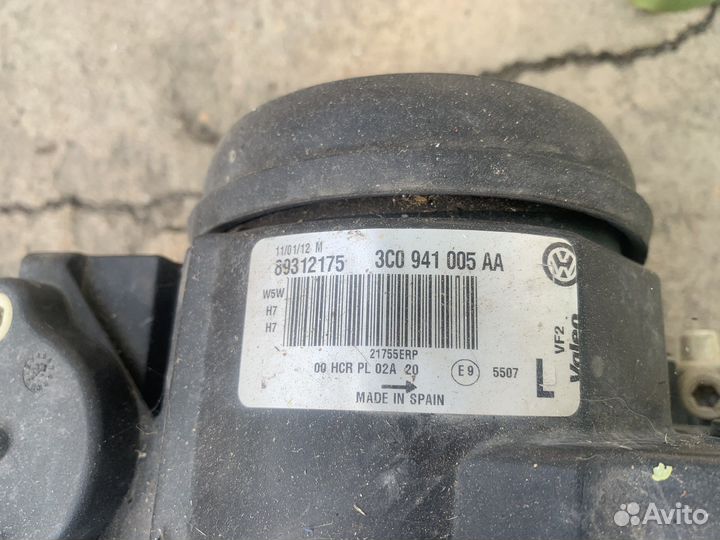 11/01/12 M
89312175 3C0 941 005 AA
W5W
H7
H7
21755ERP
00 HCR PL 02A 20
E9 5507
MADE IN SPAIN
L
VF2
Valeo
Avito